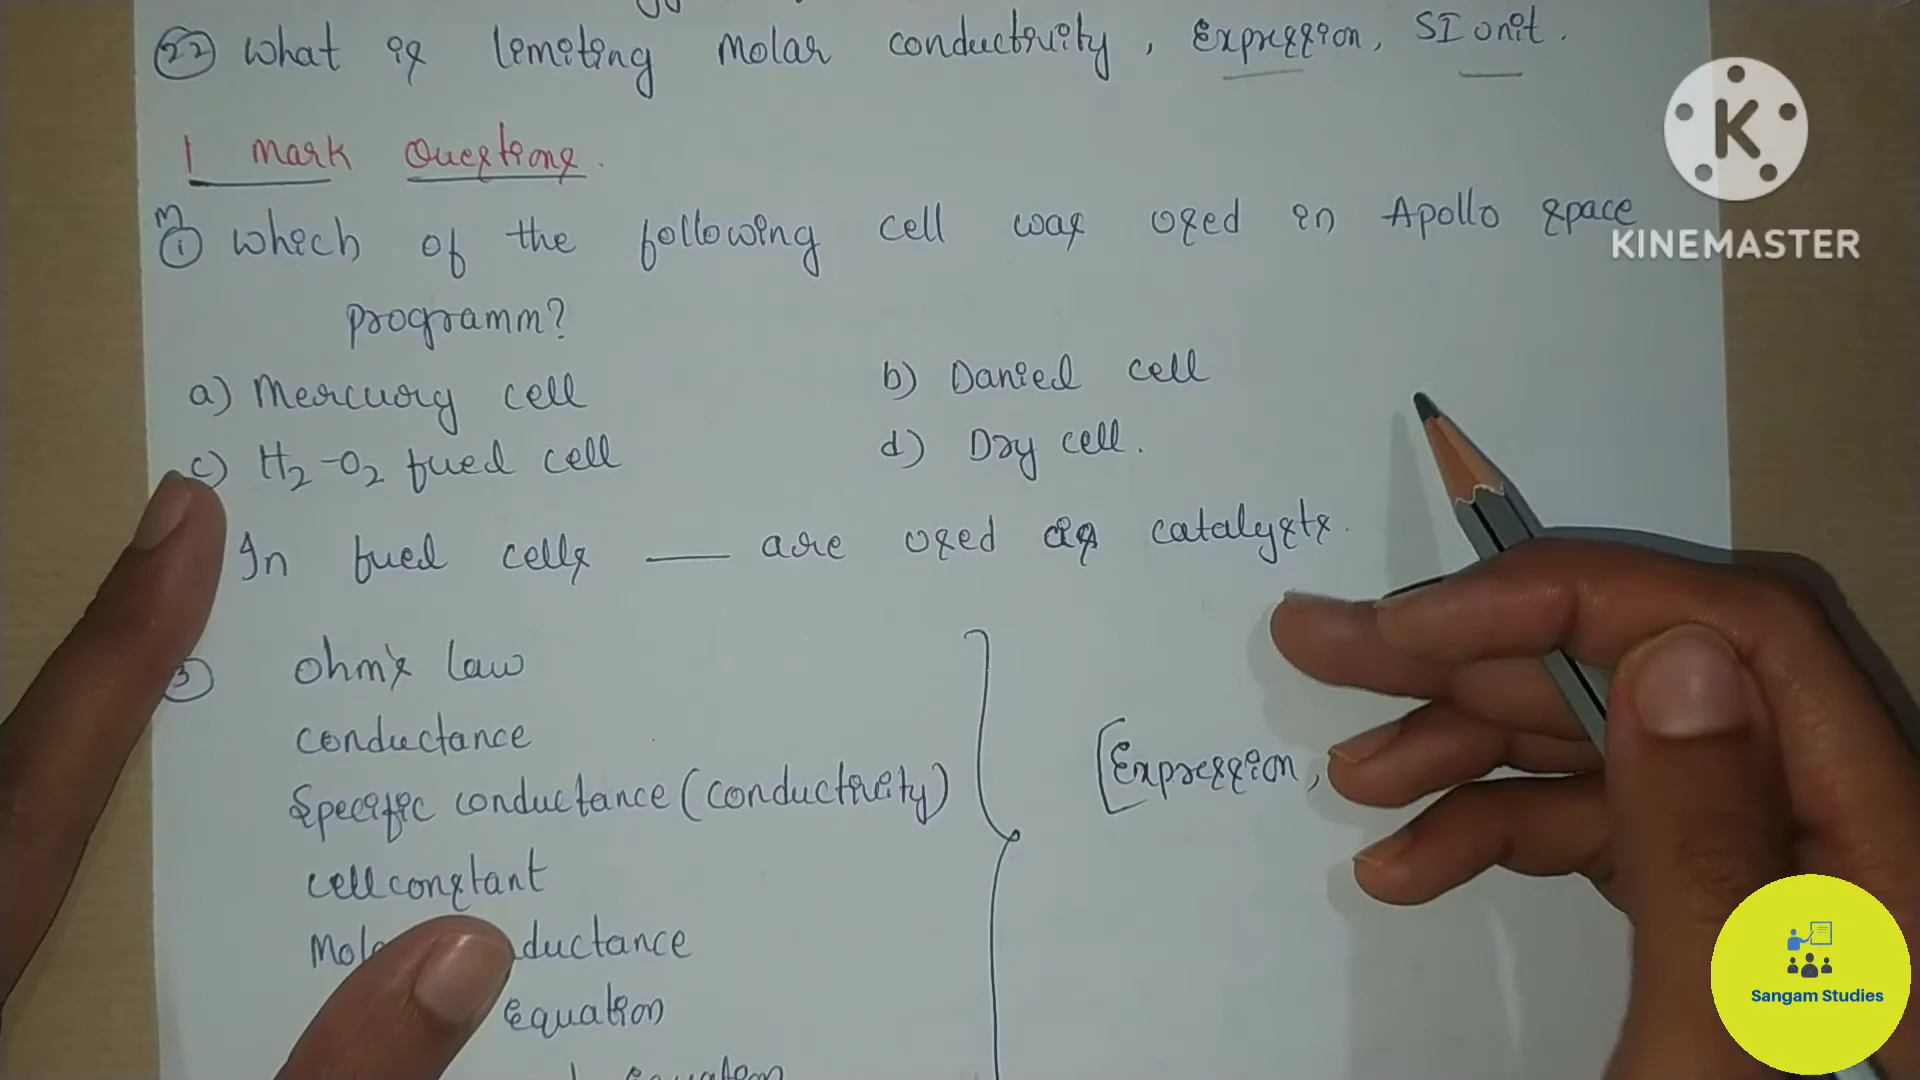 22 What is limiting Molar conductivity, Expression, SI unit.
1 Mark Questions.
M
1 Which of the following cell was used in Apollo space
programm?
a) Mercury cell
b) Daniel cell
c) H2-O2 fuel cell
d) Dry cell.
In fuel cells ___ are used as catalysts.
3 Ohm's law
conductance
Specific conductance (conductivity)
[Expression,
cell constant
ductance
equation
equation
K
KINEMASTER
Sangam Studies